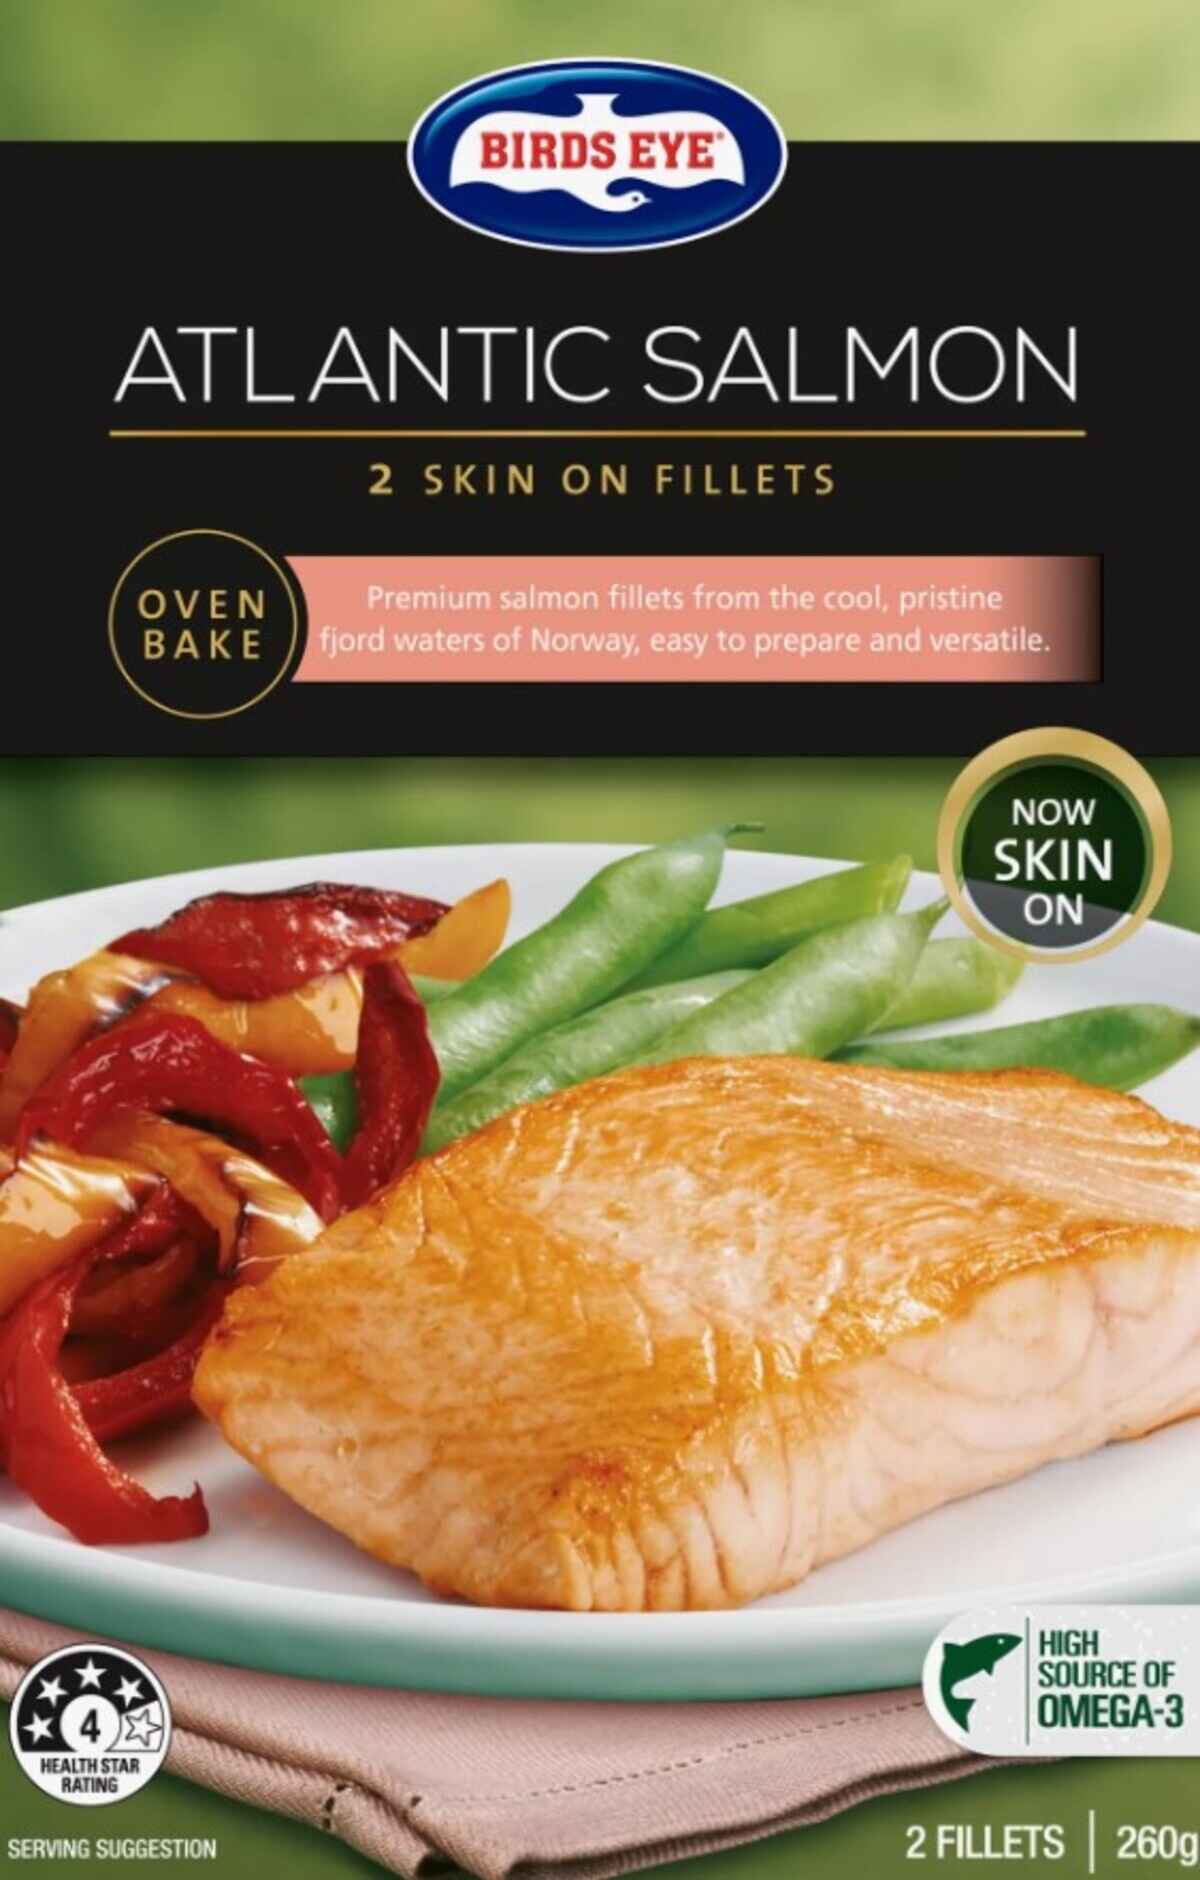 BIRDS EYE®
ATLANTIC SALMON
2 SKIN ON FILLETS
OVEN
BAKE
Premium salmon fillets from the cool, pristine
fjord waters of Norway, easy to prepare and versatile.
NOW
SKIN
ON
4
HEALTH STAR
RATING
SERVING SUGGESTION
HIGH
SOURCE OF
OMEGA-3
2 FILLETS | 260g